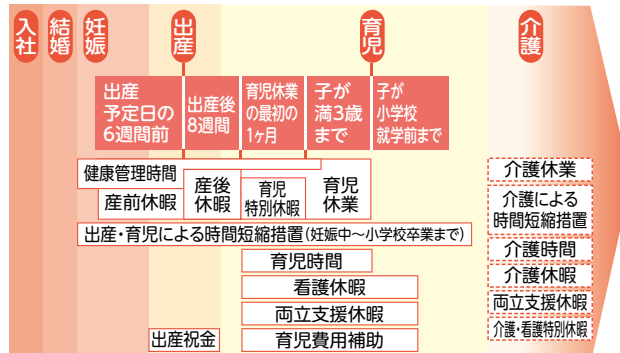 入社
結婚
妊娠
出産
育児
介護
出産
予定日の
6週間前
出産後
8週間
育児休業
の最初の
1ヶ月
子が
満3歳
まで
子が
小学校
就学前まで
健康管理時間
産前休暇
産後
休暇
育児
特別休暇
育児
休業
出産・育児による時間短縮措置(妊娠中〜小学校卒業まで)
育児時間
看護休暇
両立支援休暇
出産祝金
育児費用補助
介護休業
介護による
時間短縮措置
介護時間
介護休暇
両立支援休暇
介護・看護特別休暇